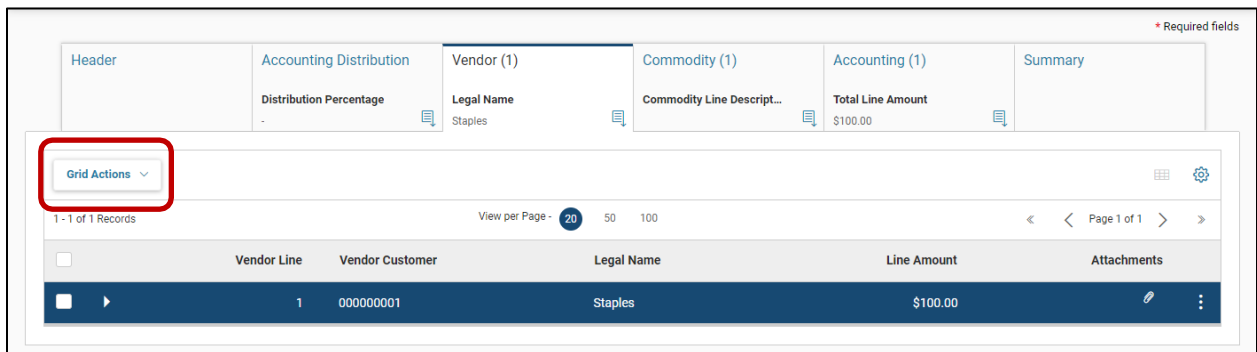 * Required fields
Header Accounting Distribution Vendor (1) Commodity (1) Accounting (1) Summary
Distribution Percentage Legal Name Commodity Line Descript... Total Line Amount
- Staples $100.00
Grid Actions
1 - 1 of 1 Records View per Page - 20 50 100 « < Page 1 of 1 > »
Vendor Line Vendor Customer Legal Name Line Amount Attachments
1 000000001 Staples $100.00